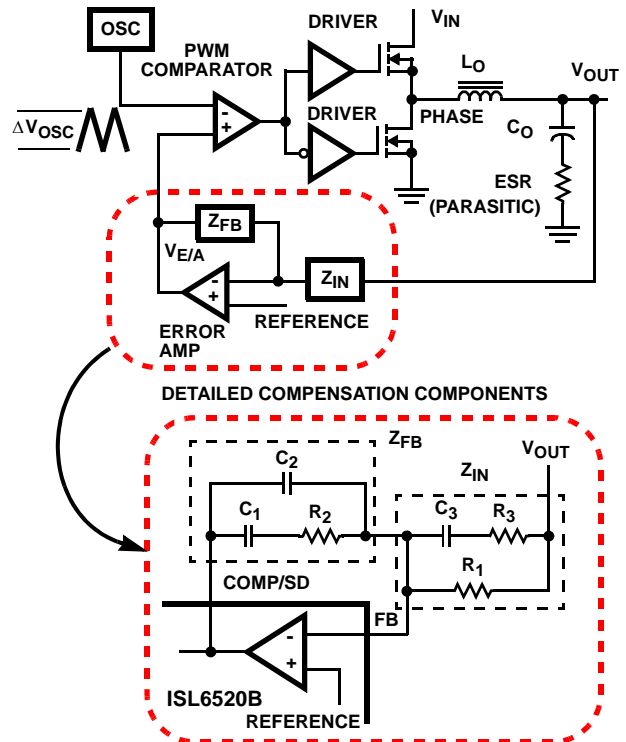 OSC
PWM
COMPARATOR
DRIVER
DRIVER
VIN
LO
VOUT
PHASE
CO
ESR
(PARASITIC)
ΔVOSC
-
+
ZFB
VE/A
-
+
ZIN
REFERENCE
ERROR
AMP
DETAILED COMPENSATION COMPONENTS
ZFB
C2
C1
R2
ZIN
VOUT
C3
R3
R1
COMP/SD
FB
-
+
ISL6520B
REFERENCE